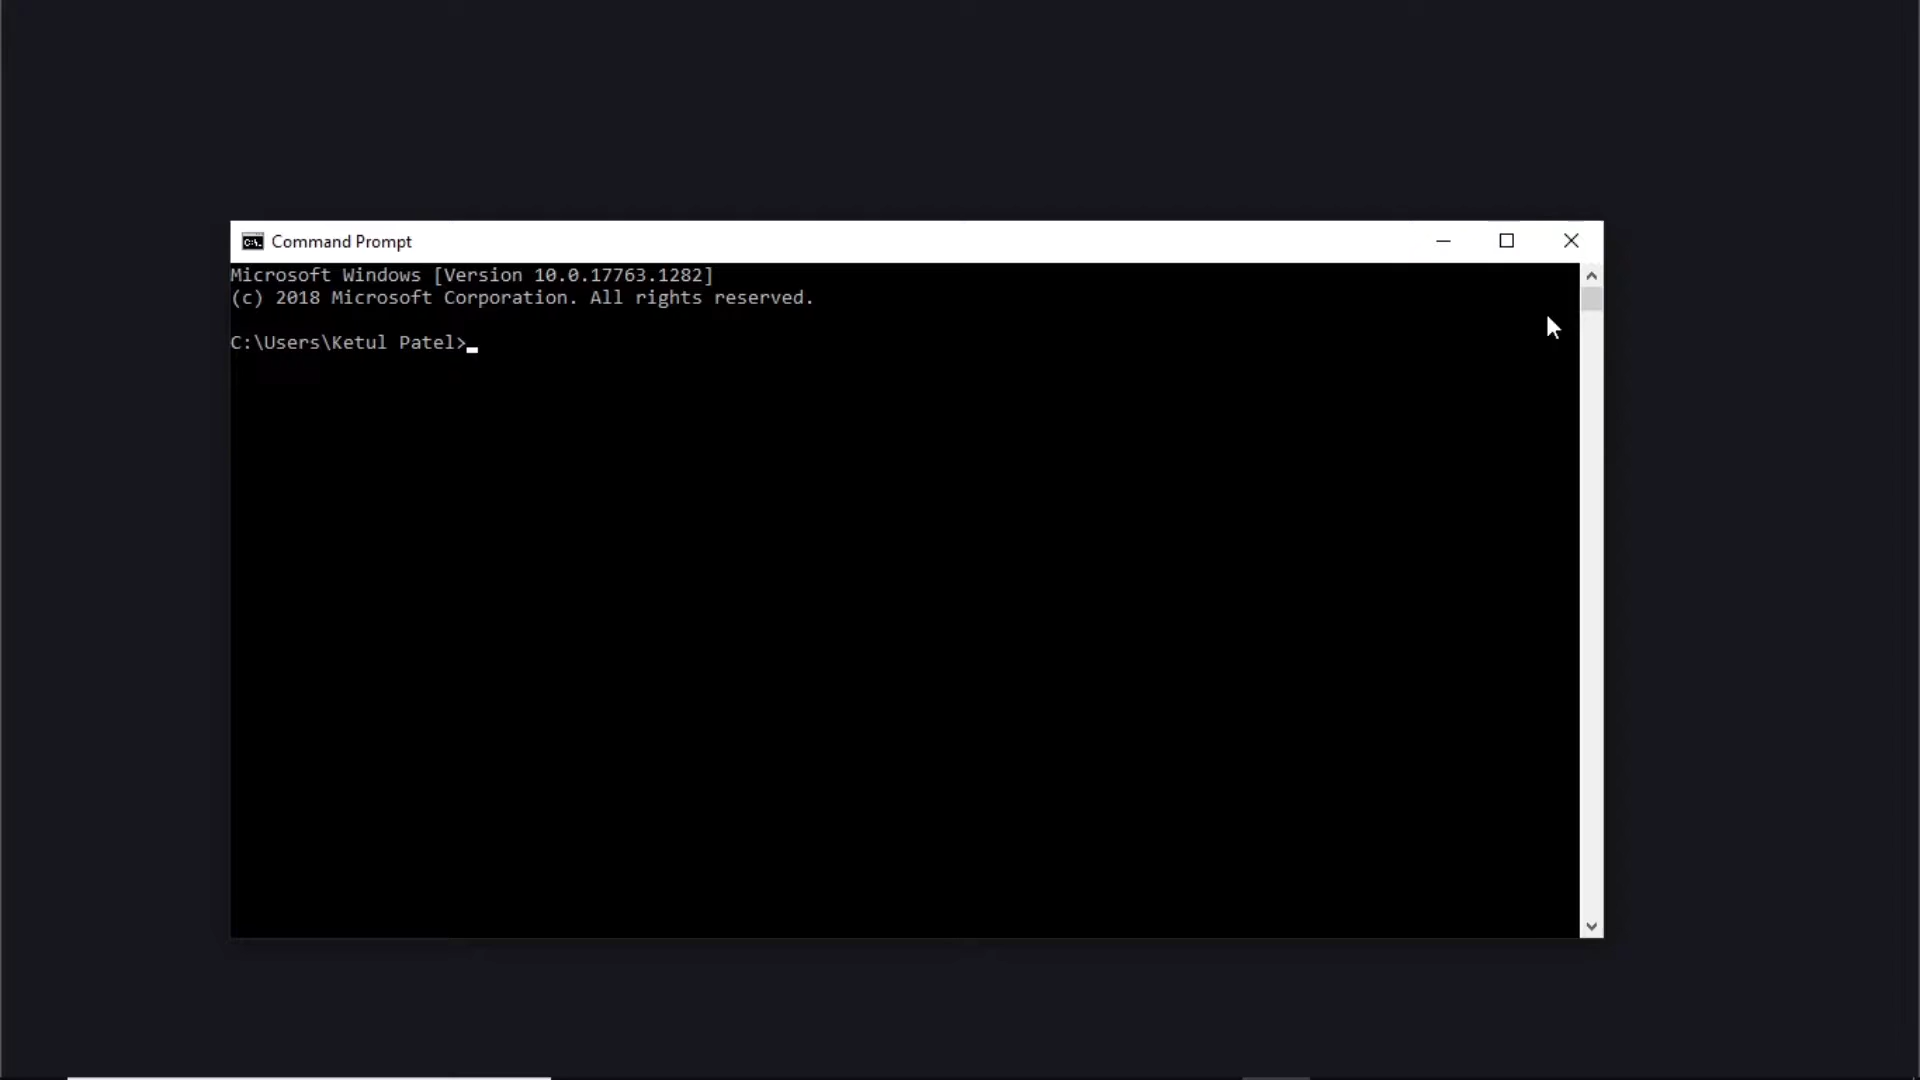 Command Prompt
Microsoft Windows [Version 10.0.17763.1282]
(c) 2018 Microsoft Corporation. All rights reserved.
C:\Users\Ketul Patel>